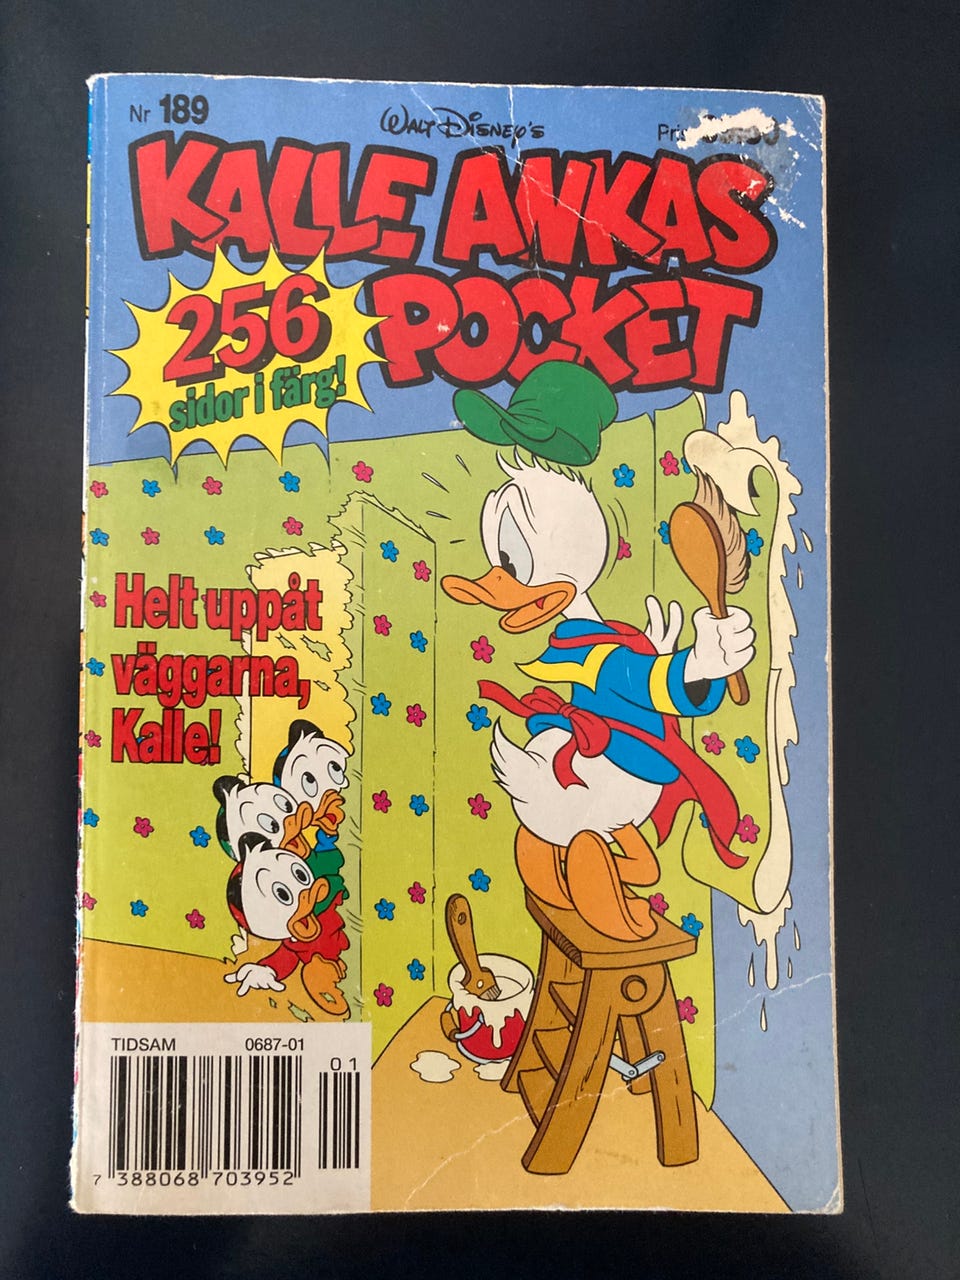 Nr 189
WALT DISNEY'S
KALLE ANKAS
POCKET
256
sidor i färg!
Helt uppåt
väggarna,
Kalle!
TIDSAM 0687-01
01
7 388068 703952